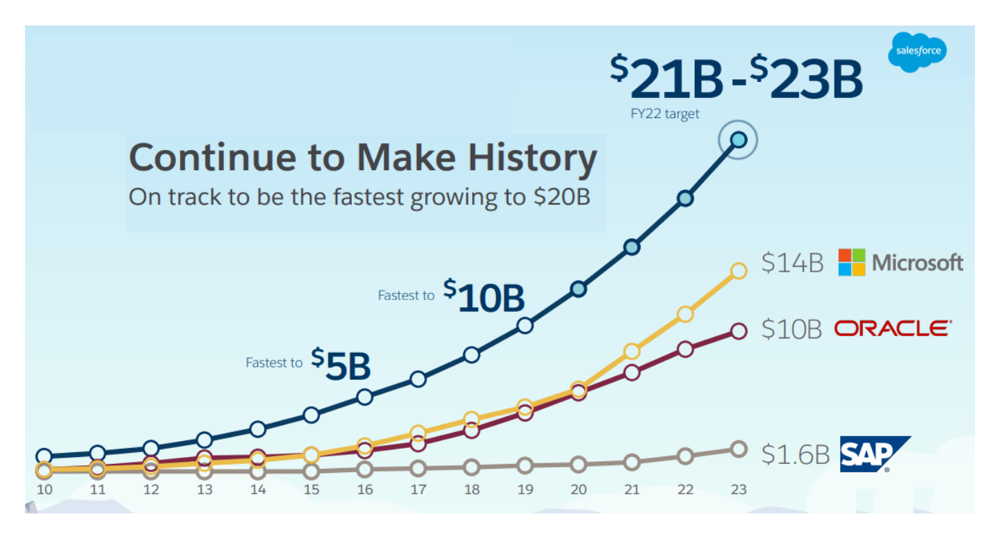 salesforce
$21B-$23B
FY22 target
Continue to Make History
On track to be the fastest growing to $20B
$14B Microsoft
Fastest to $10B
$10B ORACLE®
Fastest to $5B
$1.6B SAP®
10 11 12 13 14 15 16 17 18 19 20 21 22 23